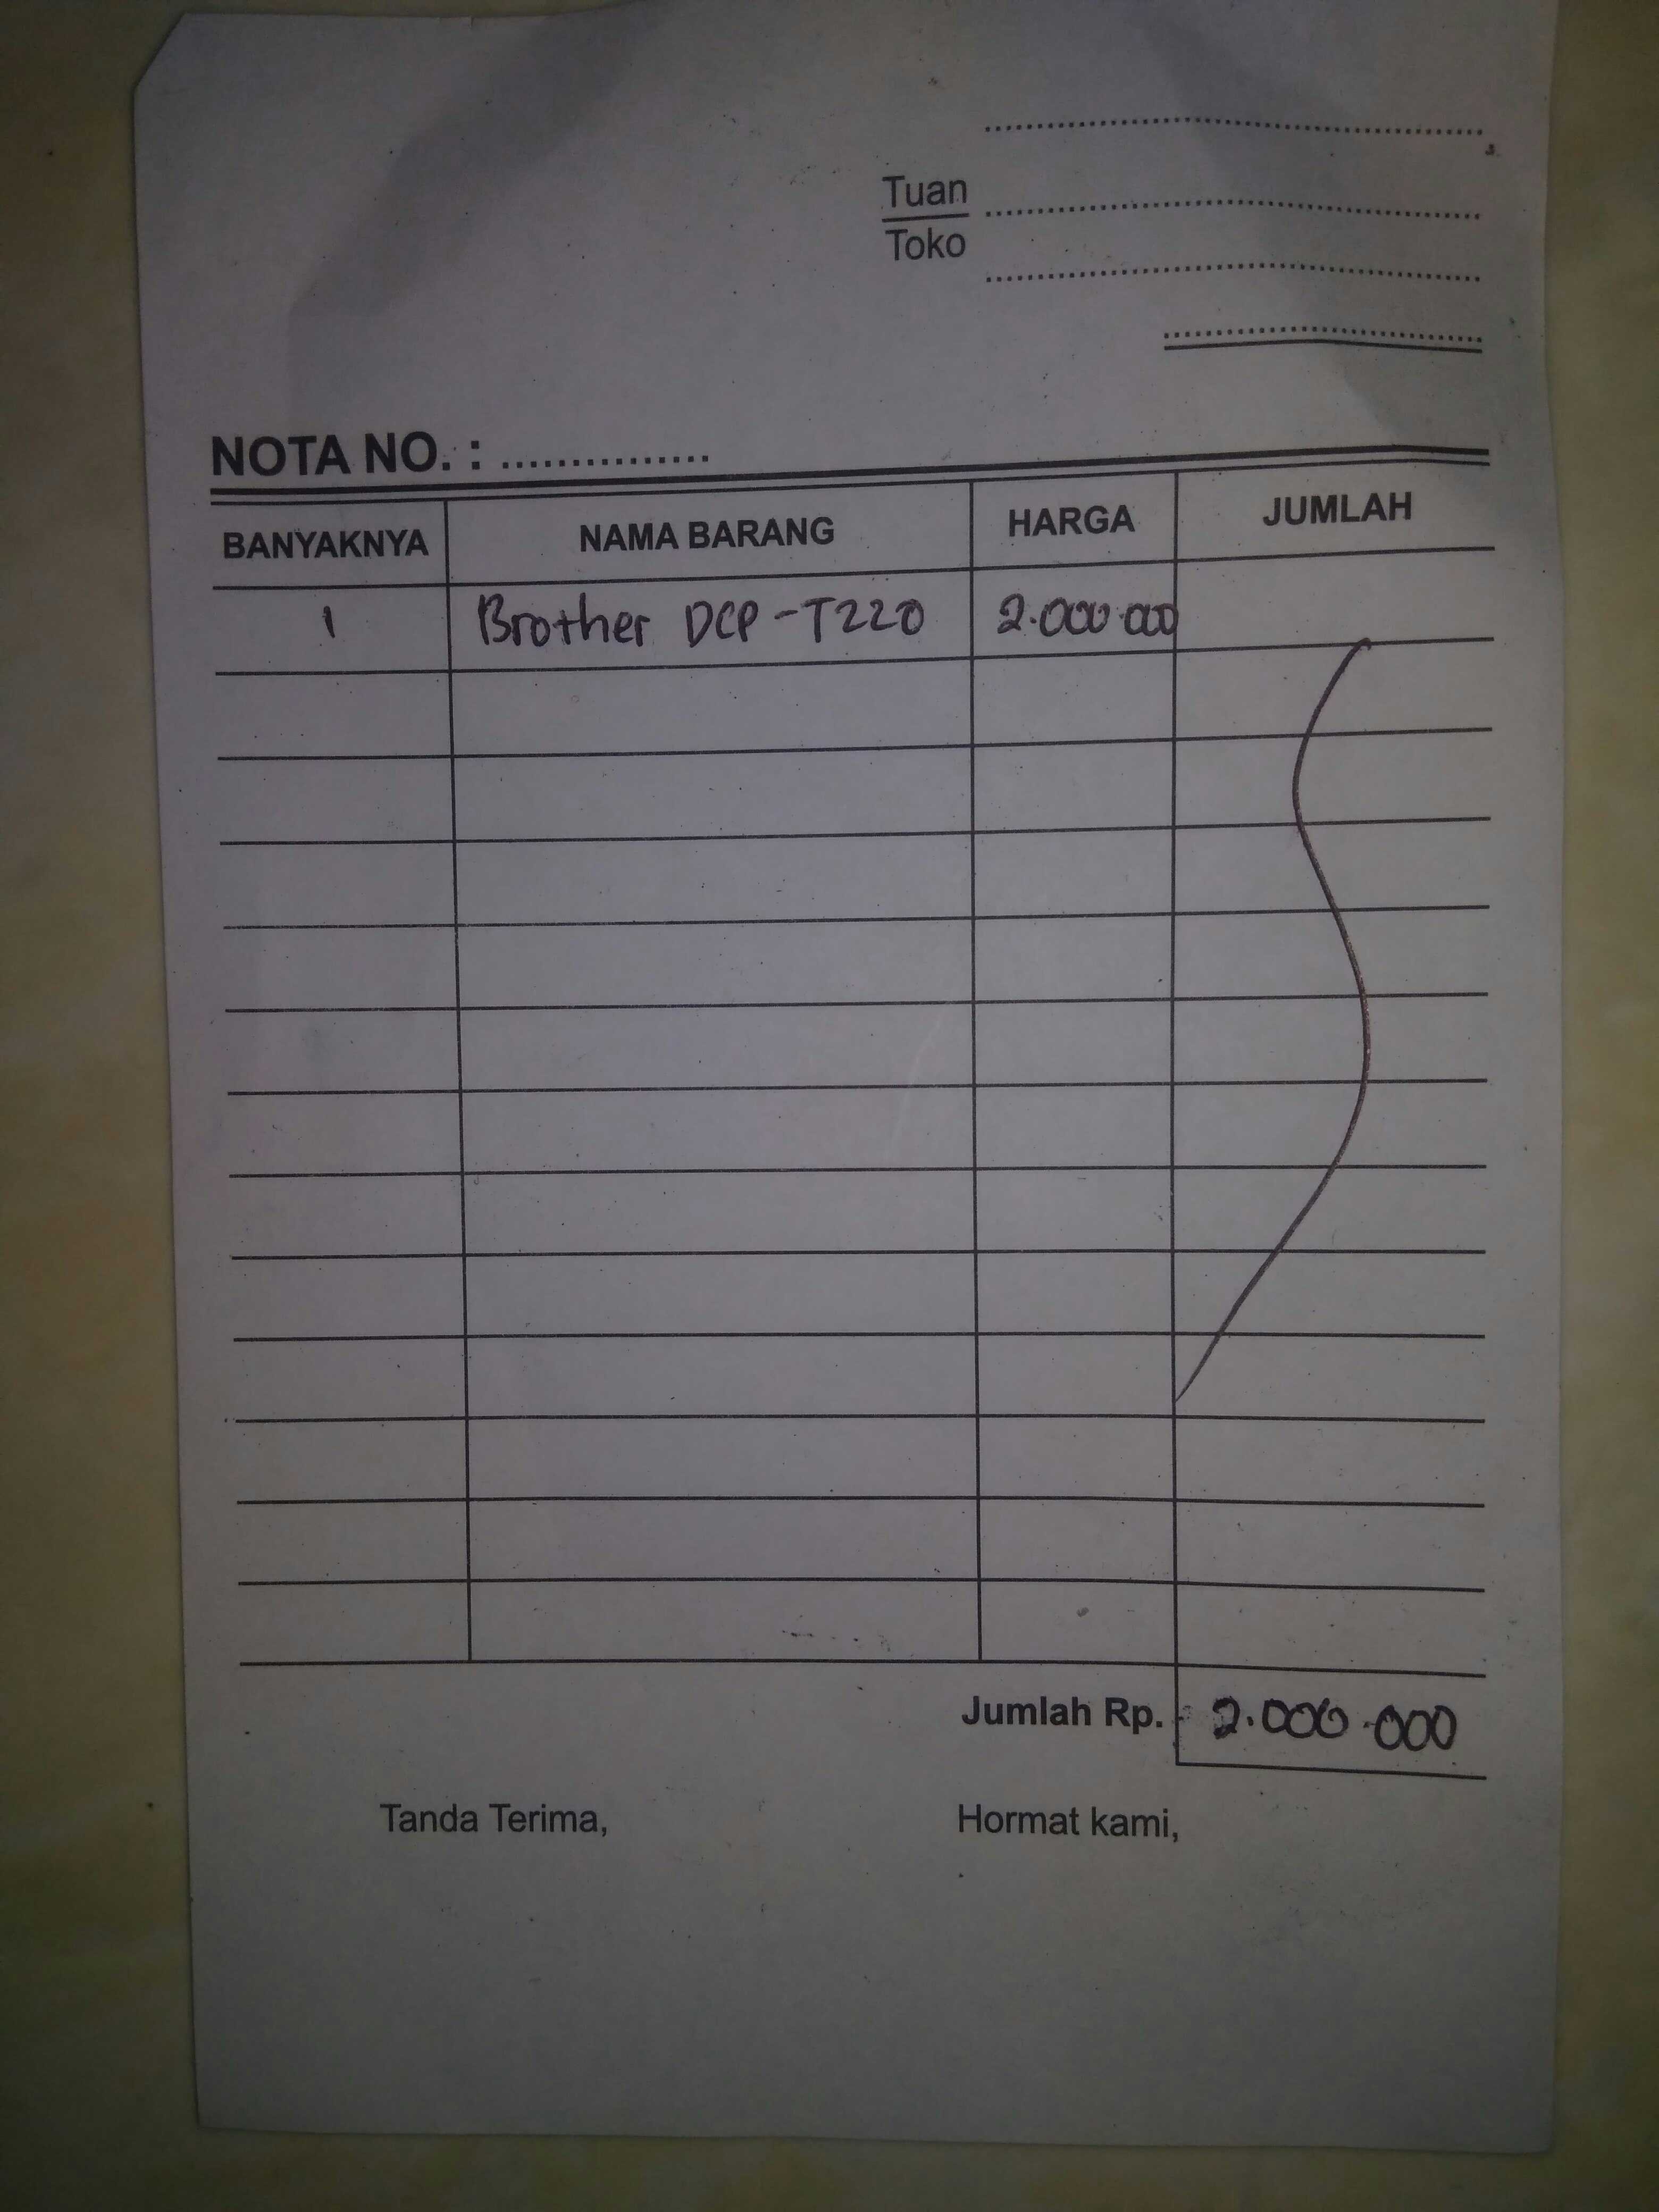 Tuan
Toko
NOTA NO. : ...............
BANYAKNYA NAMA BARANG HARGA JUMLAH
1 Brother DCP-T220 2.000.000
Jumlah Rp. 2.000.000
Tanda Terima, Hormat kami,